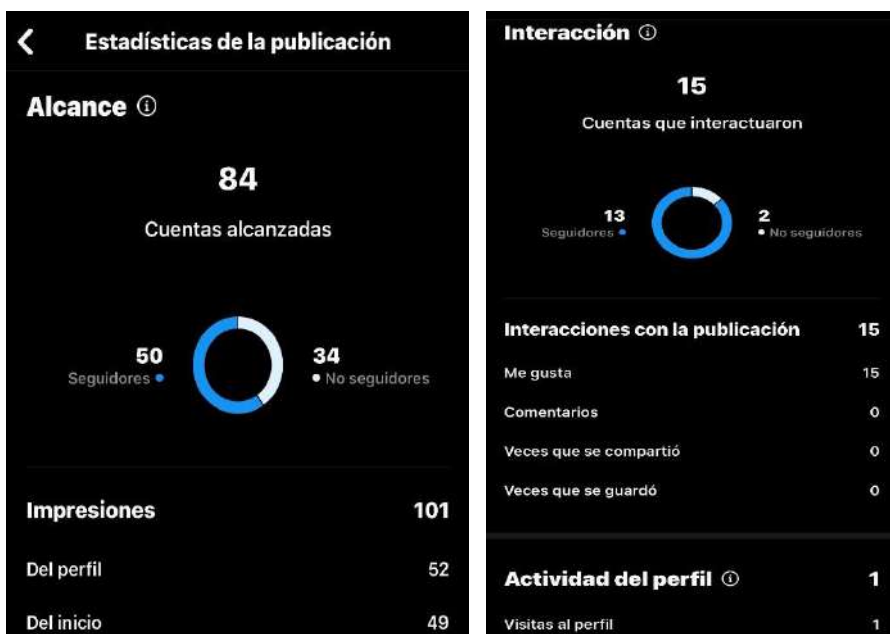 Estadísticas de la publicación
Alcance
84
Cuentas alcanzadas
50
Seguidores
34
No seguidores
Impresiones 101
Del perfil 52
Del inicio 49
Interacción
15
Cuentas que interactuaron
13
Seguidores
2
No seguidores
Interacciones con la publicación 15
Me gusta 15
Comentarios 0
Veces que se compartió 0
Veces que se guardó 0
Actividad del perfil 1
Visitas al perfil 1